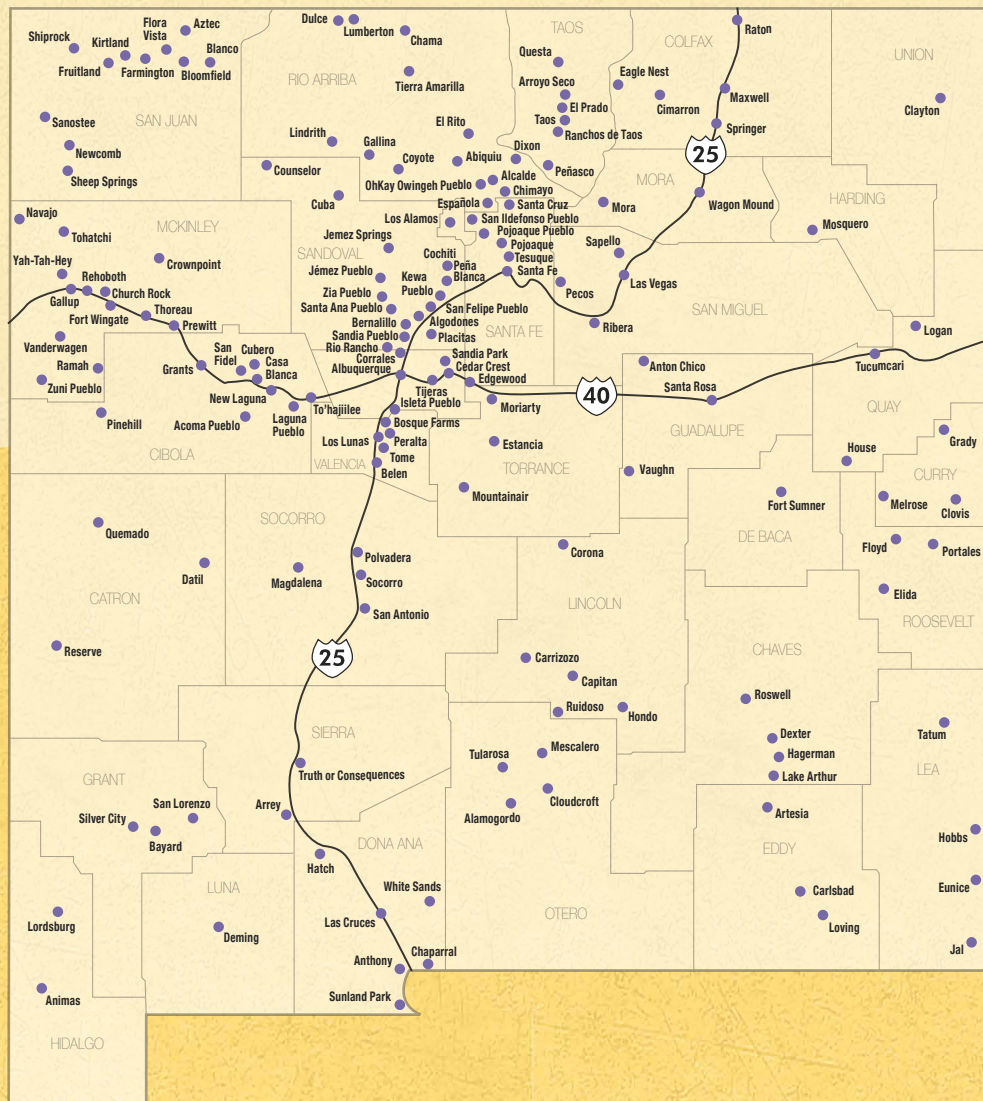 Dulce
Lumberton
Chama
TAOS
COLFAX
Raton
UNION
Shiprock
Kirtland
Flora
Vista
Aztec
Blanco
Fruitland
Farmington
Bloomfield
RIO ARRIBA
Tierra Amarilla
Questa
Arroyo Seco
El Prado
Taos
Ranchos de Taos
Eagle Nest
Cimarron
Maxwell
Springer
Clayton
Sanostee
SAN JUAN
Newcomb
Sheep Springs
Lindrith
Gallina
El Rito
Dixon
25
Counselor
Coyote
Abiquiu
Peñasco
MORA
OhKay Owingeh Pueblo
Alcalde
Chimayo
Cuba
Española
Santa Cruz
Mora
Wagon Mound
HARDING
Navajo
Tohatchi
MCKINLEY
Los Alamos
San Ildefonso Pueblo
Pojoaque Pueblo
Mosquero
Jemez Springs
Pojoaque
Tesuque
Santa Fe
Sapello
SANDOVAL
Yah-Tah-Hey
Crownpoint
Cochiti
Peña
Blanca
Jémez Pueblo
Kewa
Pueblo
Pecos
Las Vegas
Rehoboth
Church Rock
Gallup
Fort Wingate
Thoreau
Prewitt
Zia Pueblo
Santa Ana Pueblo
San Felipe Pueblo
Algodones
Bernalillo
Sandia Pueblo
Placitas
SANTA FE
Ribera
SAN MIGUEL
Logan
Vanderwagen
Ramah
Zuni Pueblo
Grants
San
Fidel
Cubero
Casa
Blanca
Rio Rancho
Corrales
Albuquerque
Sandia Park
Cedar Crest
Edgewood
Tijeras
Anton Chico
Santa Rosa
Tucumcari
New Laguna
To'hajiilee
Isleta Pueblo
Moriarty
40
Pinehill
Acoma Pueblo
Laguna
Pueblo
Bosque Farms
QUAY
GUADALUPE
CIBOLA
VALENCIA
Los Lunas
Peralta
Tome
Belen
Estancia
TORRANCE
Vaughn
House
Grady
CURRY
Mountainair
Fort Sumner
Melrose
Clovis
Quemado
SOCORRO
DE BACA
Floyd
Portales
Datil
Magdalena
Polvadera
Socorro
San Antonio
Corona
LINCOLN
Elida
ROOSEVELT
CATRON
Reserve
25
Carrizozo
Capitan
CHAVES
Ruidoso
Hondo
Roswell
Tatum
SIERRA
Tularosa
Mescalero
Dexter
Hagerman
Lake Arthur
LEA
GRANT
Truth or Consequences
Cloudcroft
Alamogordo
Artesia
San Lorenzo
Silver City
Bayard
Arrey
DONA ANA
Hatch
EDDY
Hobbs
LUNA
White Sands
Carlsbad
Eunice
Lordsburg
Deming
Las Cruces
OTERO
Loving
Jal
Chaparral
Anthony
Animas
Sunland Park
HIDALGO